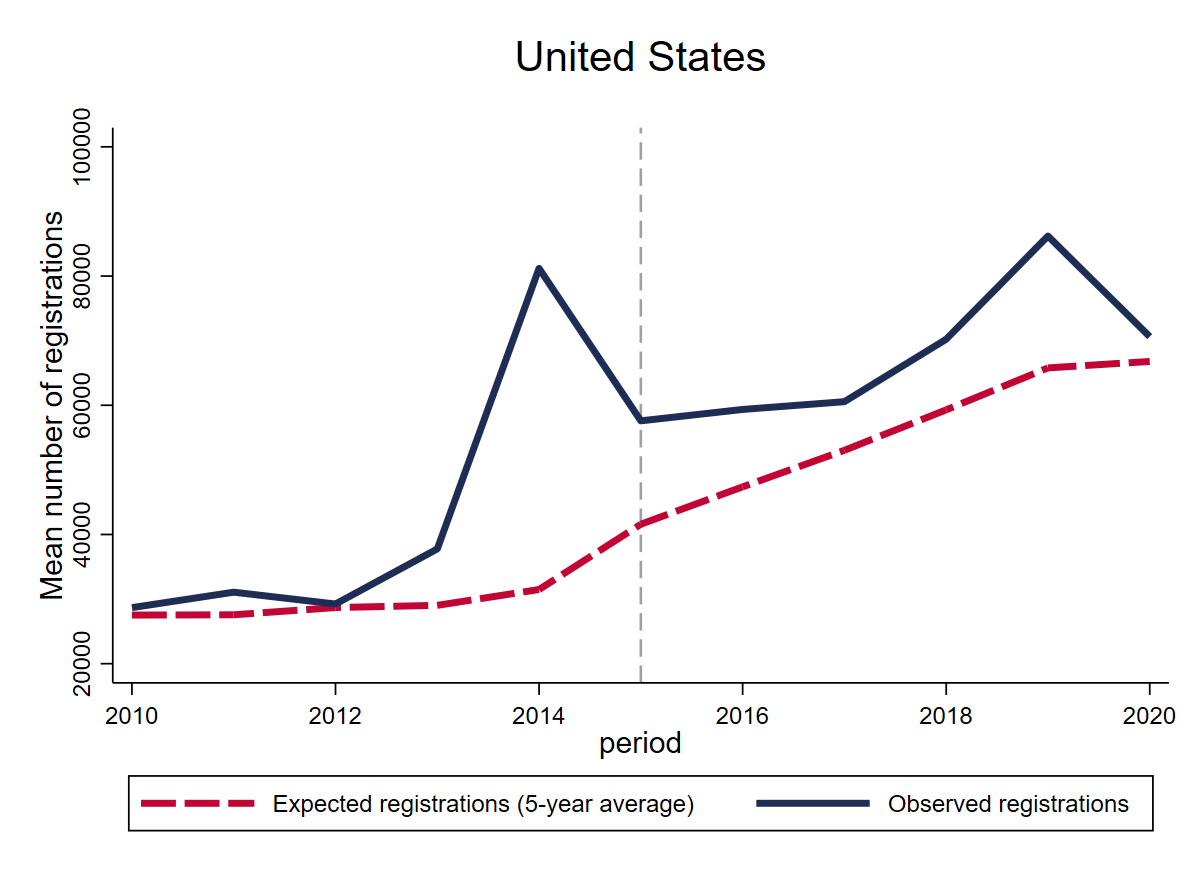 United States
Mean number of registrations
100000
80000
60000
40000
20000
2010 2012 2014 2016 2018 2020
period
Expected registrations (5-year average) Observed registrations